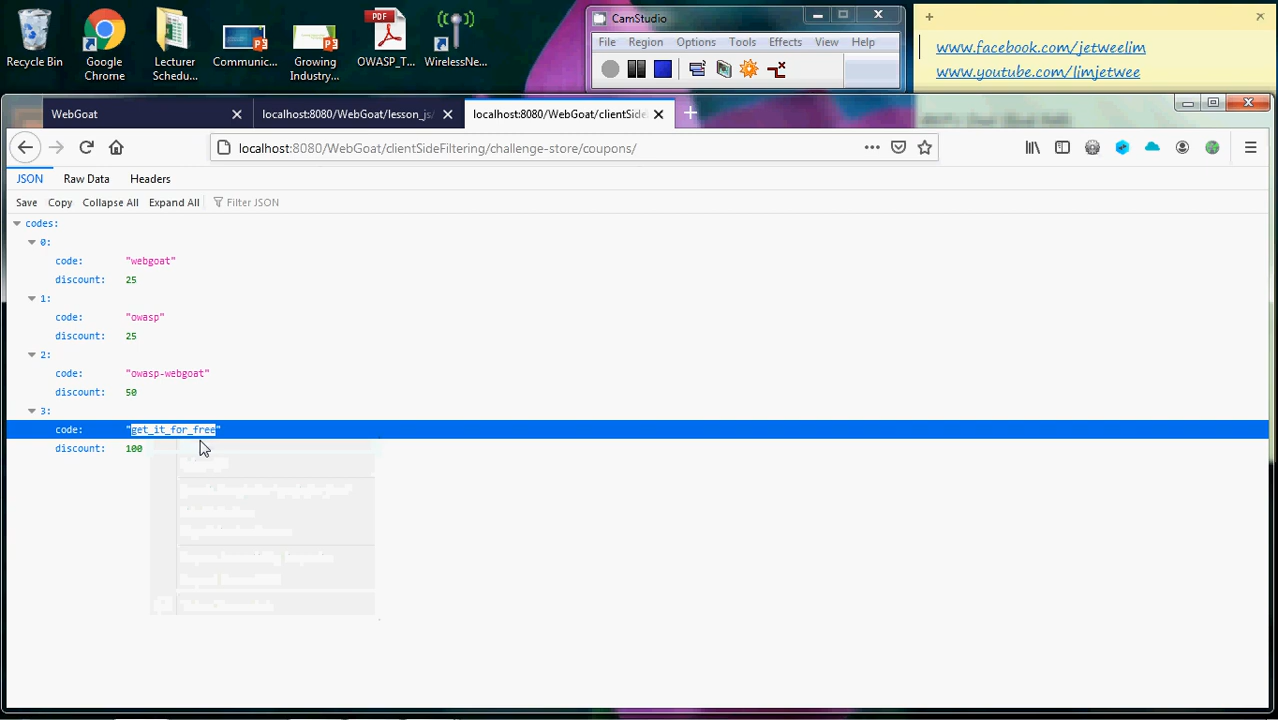 Recycle Bin
Google Chrome
Lecturer Schedu...
Communic...
Growing Industry...
OWASP_T...
WirelessNe...
CamStudio
File Region Options Tools Effects View Help
www.facebook.com/jetweelim
www.youtube.com/limjetwee
WebGoat
localhost:8080/WebGoat/lesson_js/
localhost:8080/WebGoat/clientSide
localhost:8080/WebGoat/clientSideFiltering/challenge-store/coupons/
JSON Raw Data Headers
Save Copy Collapse All Expand All Filter JSON
codes:
0:
code: "webgoat"
discount: 25
1:
code: "owasp"
discount: 25
2:
code: "owasp-webgoat"
discount: 50
3:
code: "get_it_for_free"
discount: 100